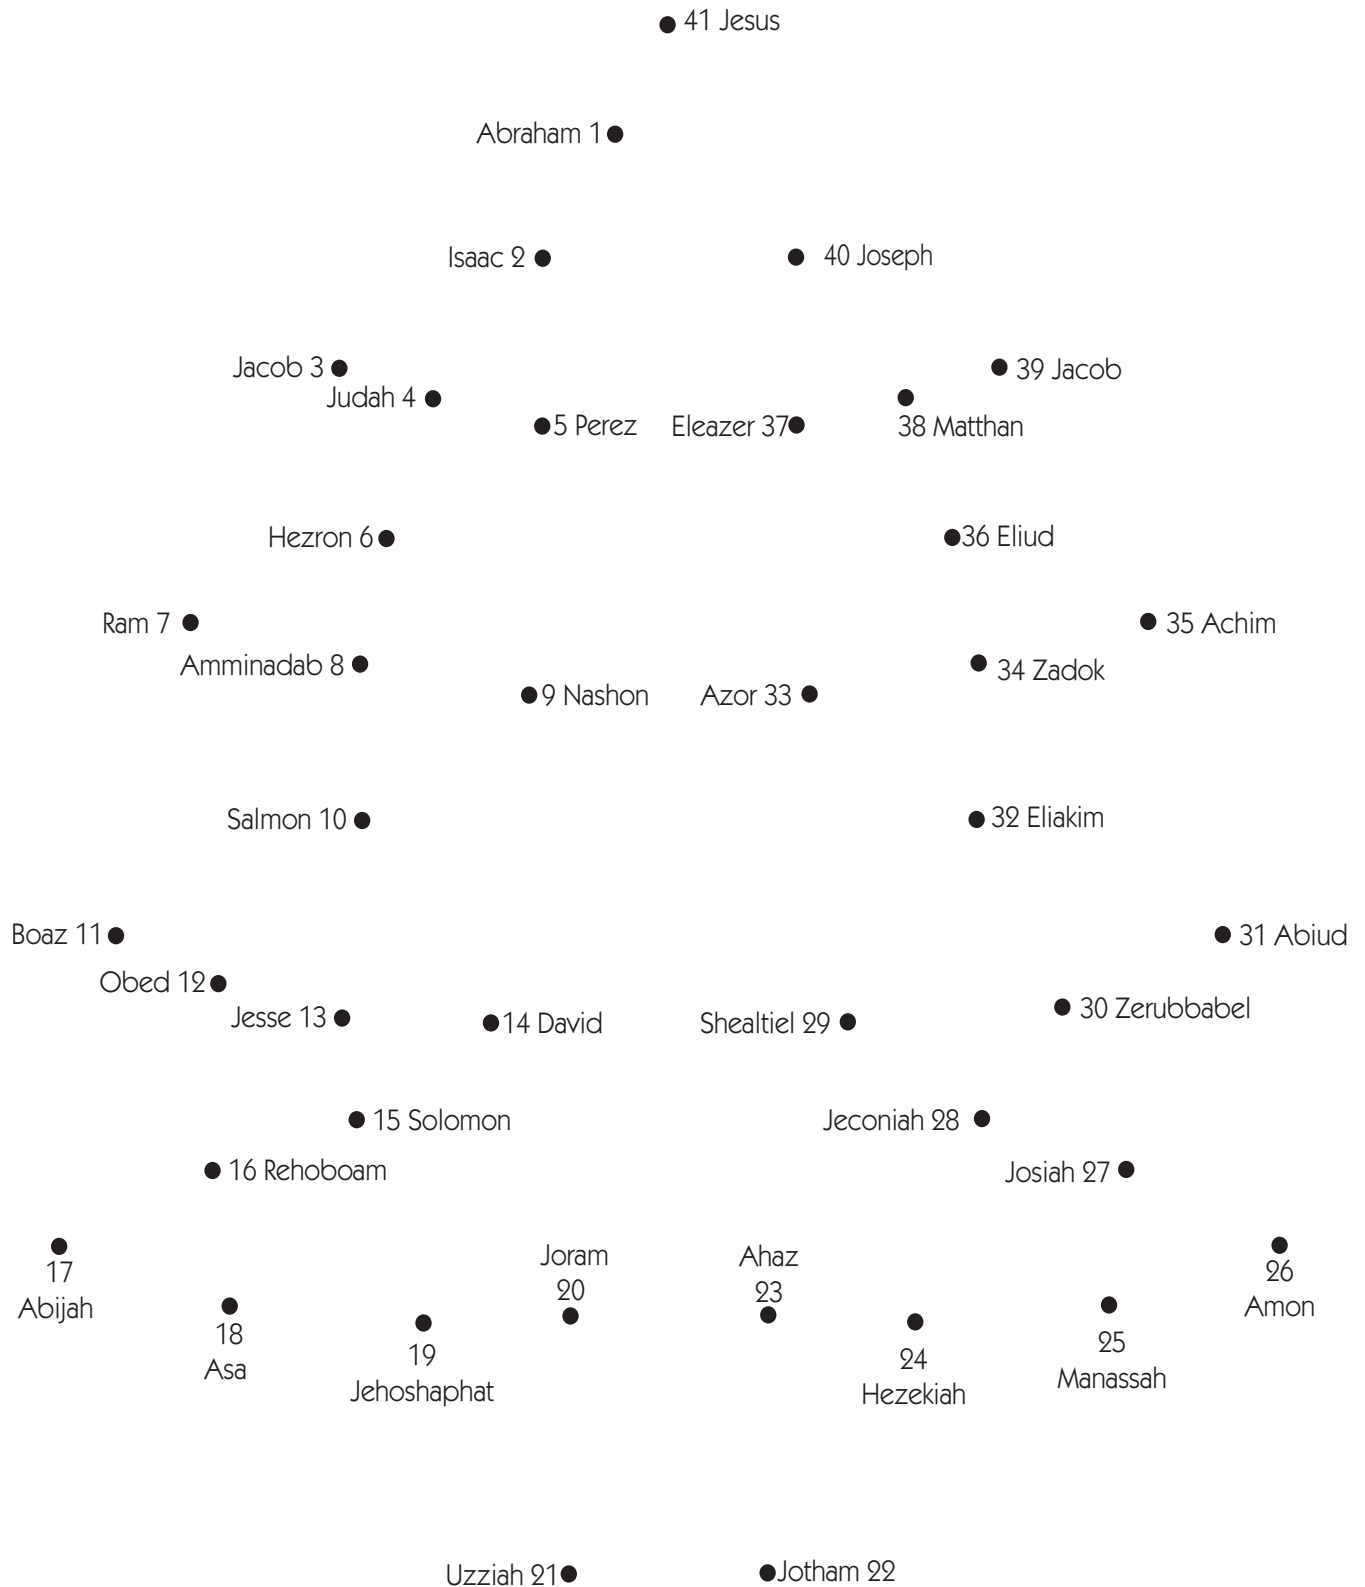 41 Jesus
Abraham 1
Isaac 2
40 Joseph
Jacob 3
39 Jacob
Judah 4
5 Perez
Eleazer 37
38 Matthan
Hezron 6
36 Eliud
Ram 7
35 Achim
Amminadab 8
34 Zadok
9 Nashon
Azor 33
Salmon 10
32 Eliakim
Boaz 11
31 Abiud
Obed 12
Jesse 13
14 David
Shealtiel 29
30 Zerubbabel
15 Solomon
Jeconiah 28
16 Rehoboam
Josiah 27
17
Abijah
18
Asa
19
Jehoshaphat
Joram
20
Ahaz
23
24
Hezekiah
25
Manassah
26
Amon
Uzziah 21
Jotham 22